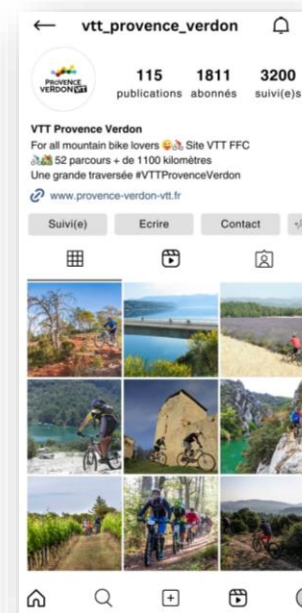 vtt_provence_verdon
PROVENCE
VERDON VTT
115 1811 3200
publications abonnés suivi(e)s
VTT Provence Verdon
For all mountain bike lovers 😜🚵 Site VTT FFC
52 parcours + de 1100 kilomètres
Une grande traversée #VTTProvenceVerdon
www.provence-verdon-vtt.fr
Suivi(e) Ecrire Contact